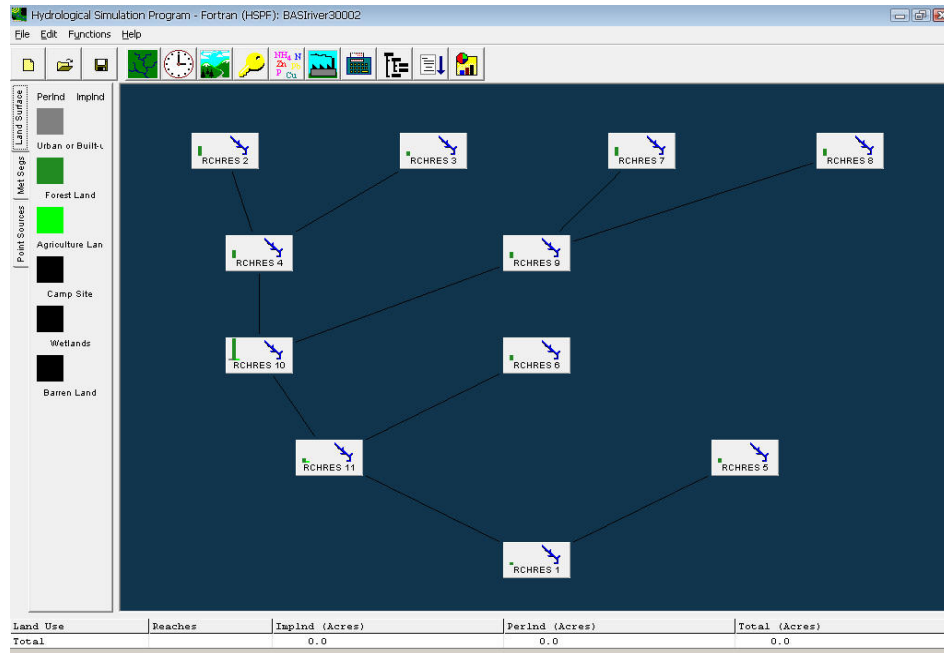 Hydrological Simulation Program - Fortran (HSPF): BASIriver30002
File Edit Functions Help
NH4 N
Zn
P Cu
Land Surface
Met Segs
Point Sources
PerInd ImpInd
Urban or Built-u
Forest Land
Agriculture Lan
Camp Site
Wetlands
Barren Land
RCHRES 2 RCHRES 3 RCHRES 7 RCHRES 8
RCHRES 4 RCHRES 9
RCHRES 10 RCHRES 6
RCHRES 11 RCHRES 5
RCHRES 1
Land Use Reaches ImpInd (Acres) PerInd (Acres) Total (Acres)
Total 0.0 0.0 0.0